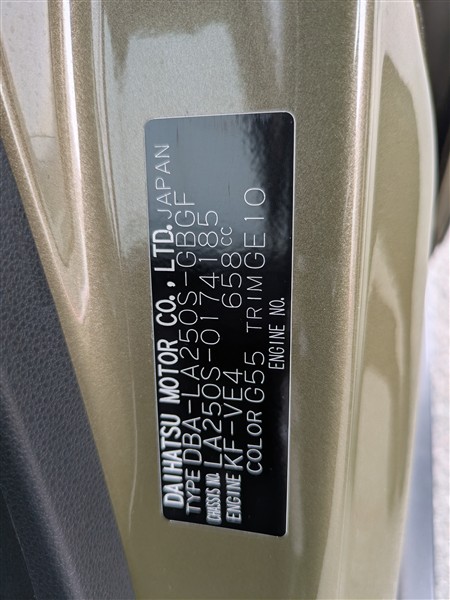 DAIHATSU MOTOR CO., LTD. JAPAN
TYPE DBA-LA250S-GBGF
CHASSIS NO. LA250S-0174185
ENGINE KF-VE4 658cc
COLOR G55 TRIM GE10
ENGINE NO.